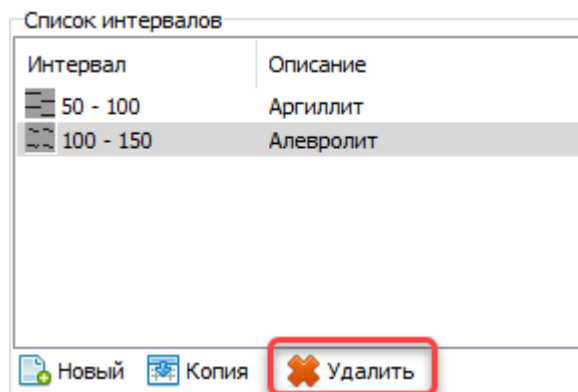 Список интервалов
Интервал Описание
50 - 100 Аргиллит
100 - 150 Алевролит
Новый Копия Удалить